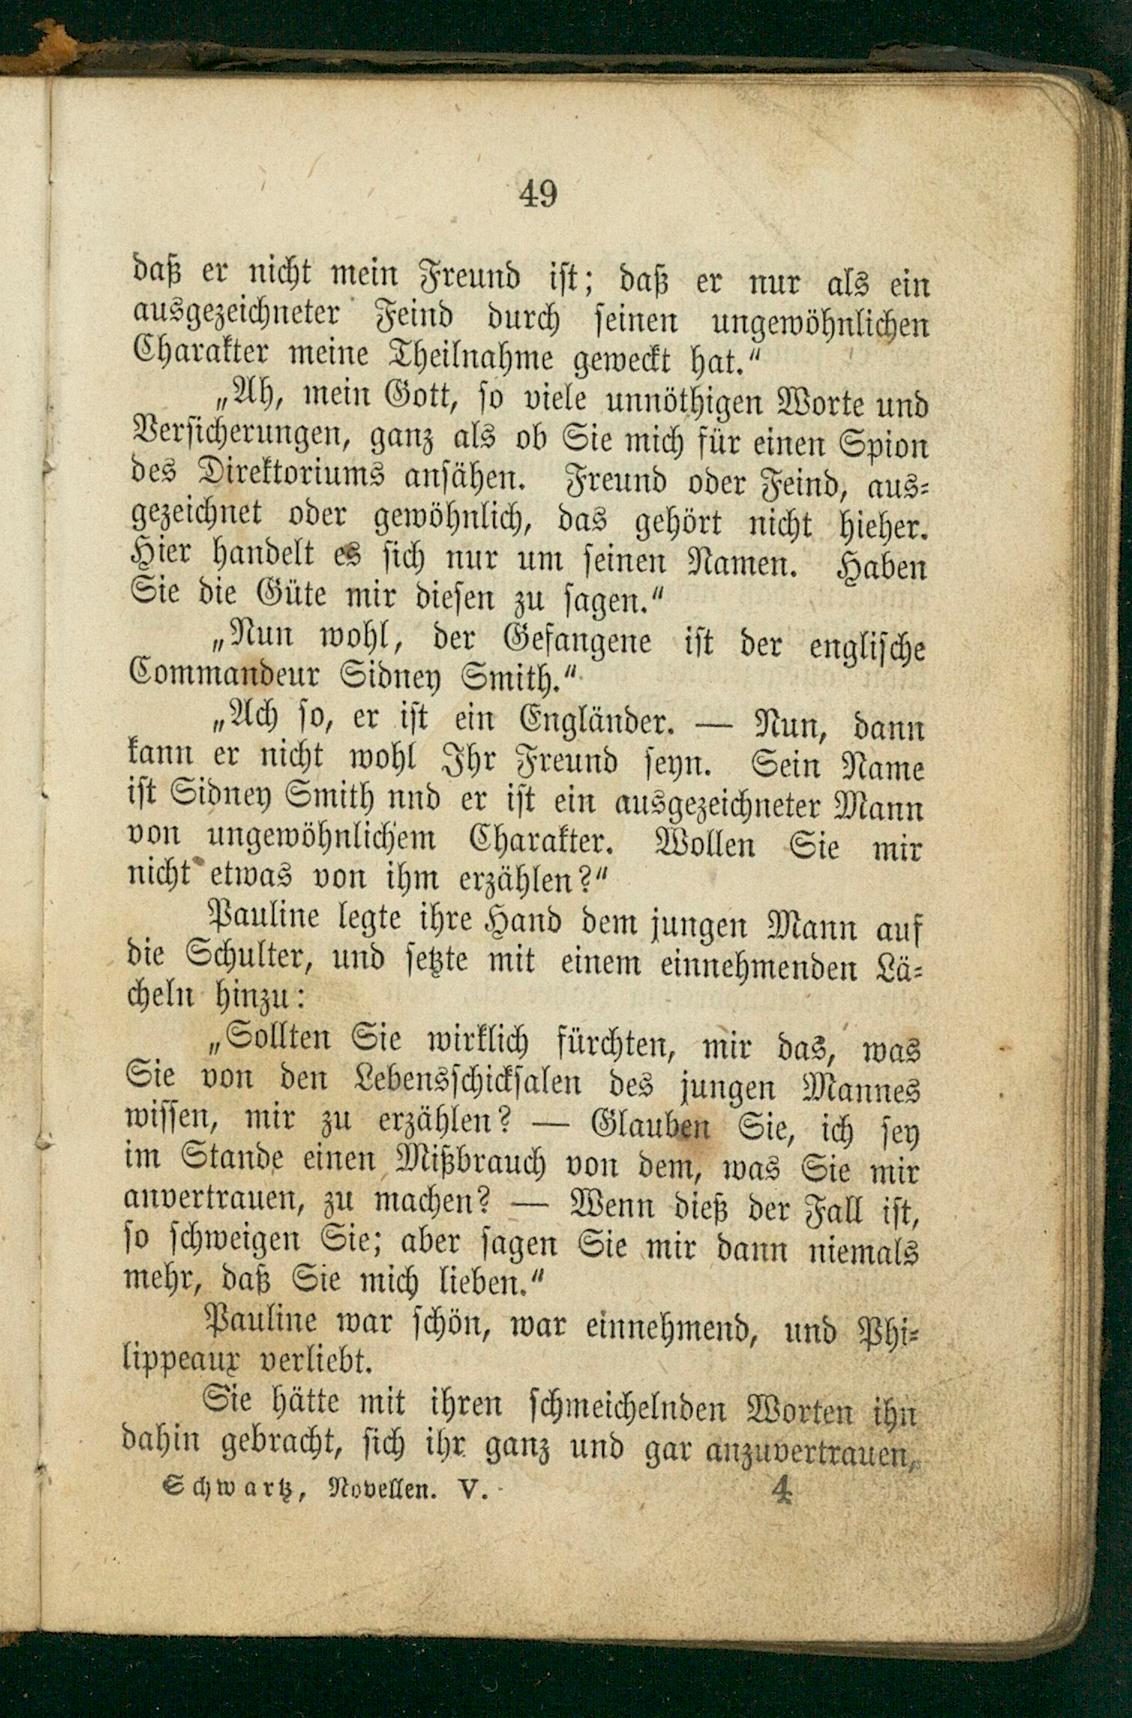 49
daß er nicht mein Freund ist; daß er nur als ein
ausgezeichneter Feind durch seinen ungewöhnlichen
Charakter meine Theilnahme geweckt hat.“
„Ah, mein Gott, so viele unnöthigen Worte und
Versicherungen, ganz als ob Sie mich für einen Spion
des Direktoriums ansähen. Freund oder Feind, aus-
gezeichnet oder gewöhnlich, das gehört nicht hieher.
Hier handelt es sich nur um seinen Namen. Haben
Sie die Güte mir diesen zu sagen.“
„Nun wohl, der Gefangene ist der englische
Commandeur Sidney Smith.“
„Ach so, er ist ein Engländer. — Nun, dann
kann er nicht wohl Ihr Freund seyn. Sein Name
ist Sidney Smith nnd er ist ein ausgezeichneter Mann
von ungewöhnlichem Charakter. Wollen Sie mir
nicht etwas von ihm erzählen?“
Pauline legte ihre Hand dem jungen Mann auf
die Schulter, und setzte mit einem einnehmenden Lä-
cheln hinzu:
„Sollten Sie wirklich fürchten, mir das, was
Sie von den Lebensschicksalen des jungen Mannes
wissen, mir zu erzählen? — Glauben Sie, ich sey
im Stande einen Mißbrauch von dem, was Sie mir
anvertrauen, zu machen? — Wenn dieß der Fall ist,
so schweigen Sie; aber sagen Sie mir dann niemals
mehr, daß Sie mich lieben.“
Pauline war schön, war einnehmend, und Phi-
lippeaux verliebt.
Sie hätte mit ihren schmeichelnden Worten ihn
dahin gebracht, sich ihr ganz und gar anzuvertrauen,
Schwartz, Novellen. V. 4